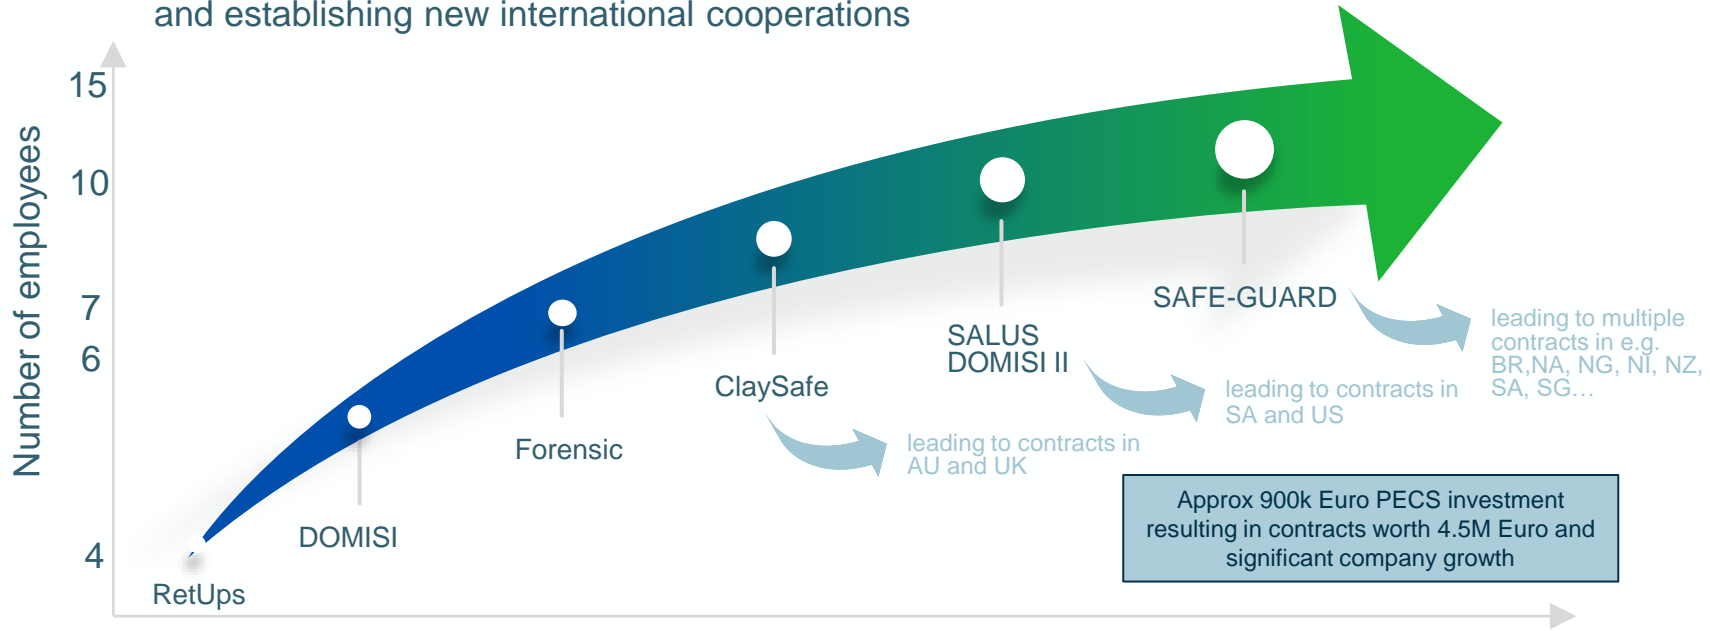 and establishing new international cooperations
Number of employees
15
10
7
6
4
RetUps
DOMISI
Forensic
ClaySafe
leading to contracts in
AU and UK
SALUS
DOMISI II
leading to contracts in
SA and US
SAFE-GUARD
leading to multiple
contracts in e.g.
BR,NA, NG, NI, NZ,
SA, SG...
Approx 900k Euro PECS investment
resulting in contracts worth 4.5M Euro and
significant company growth